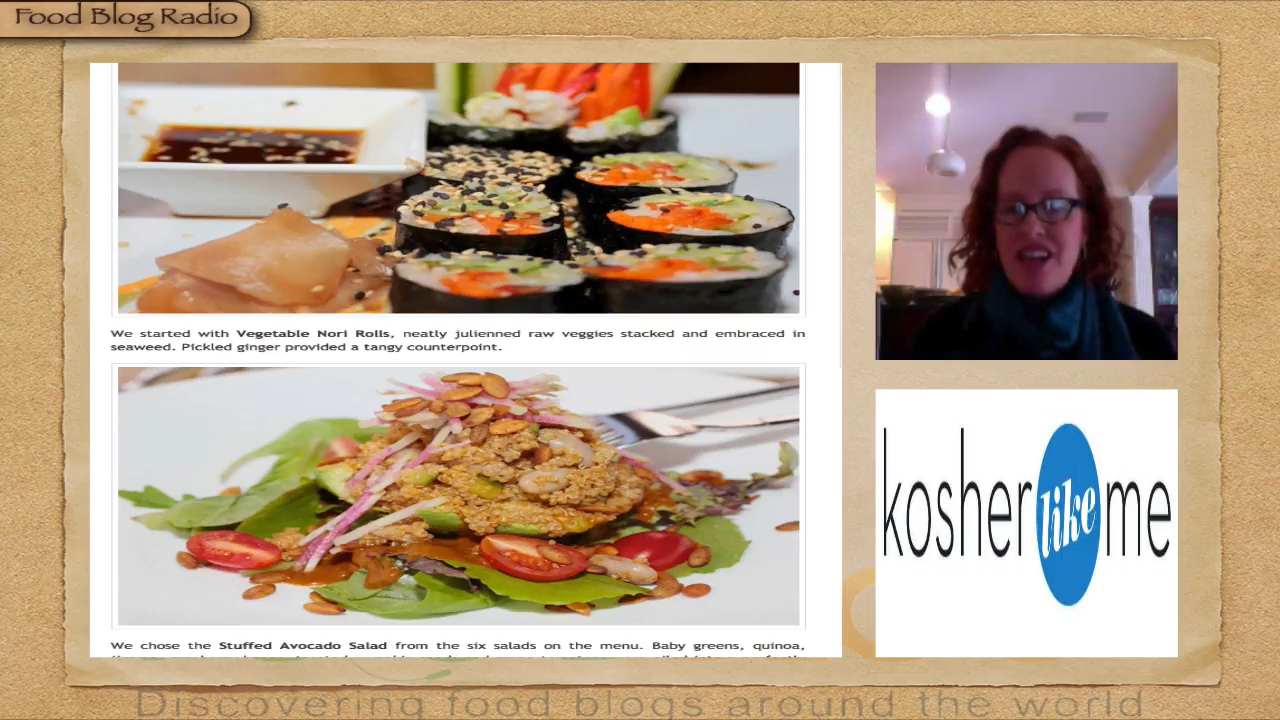 Food Blog Radio
We started with Vegetable Nori Rolls, neatly julienned raw veggies stacked and embraced in
seaweed. Pickled ginger provided a tangy counterpoint.
kosher like me
We chose the Stuffed Avocado Salad from the six salads on the menu. Baby greens, quinoa,
Discovering food blogs around the world